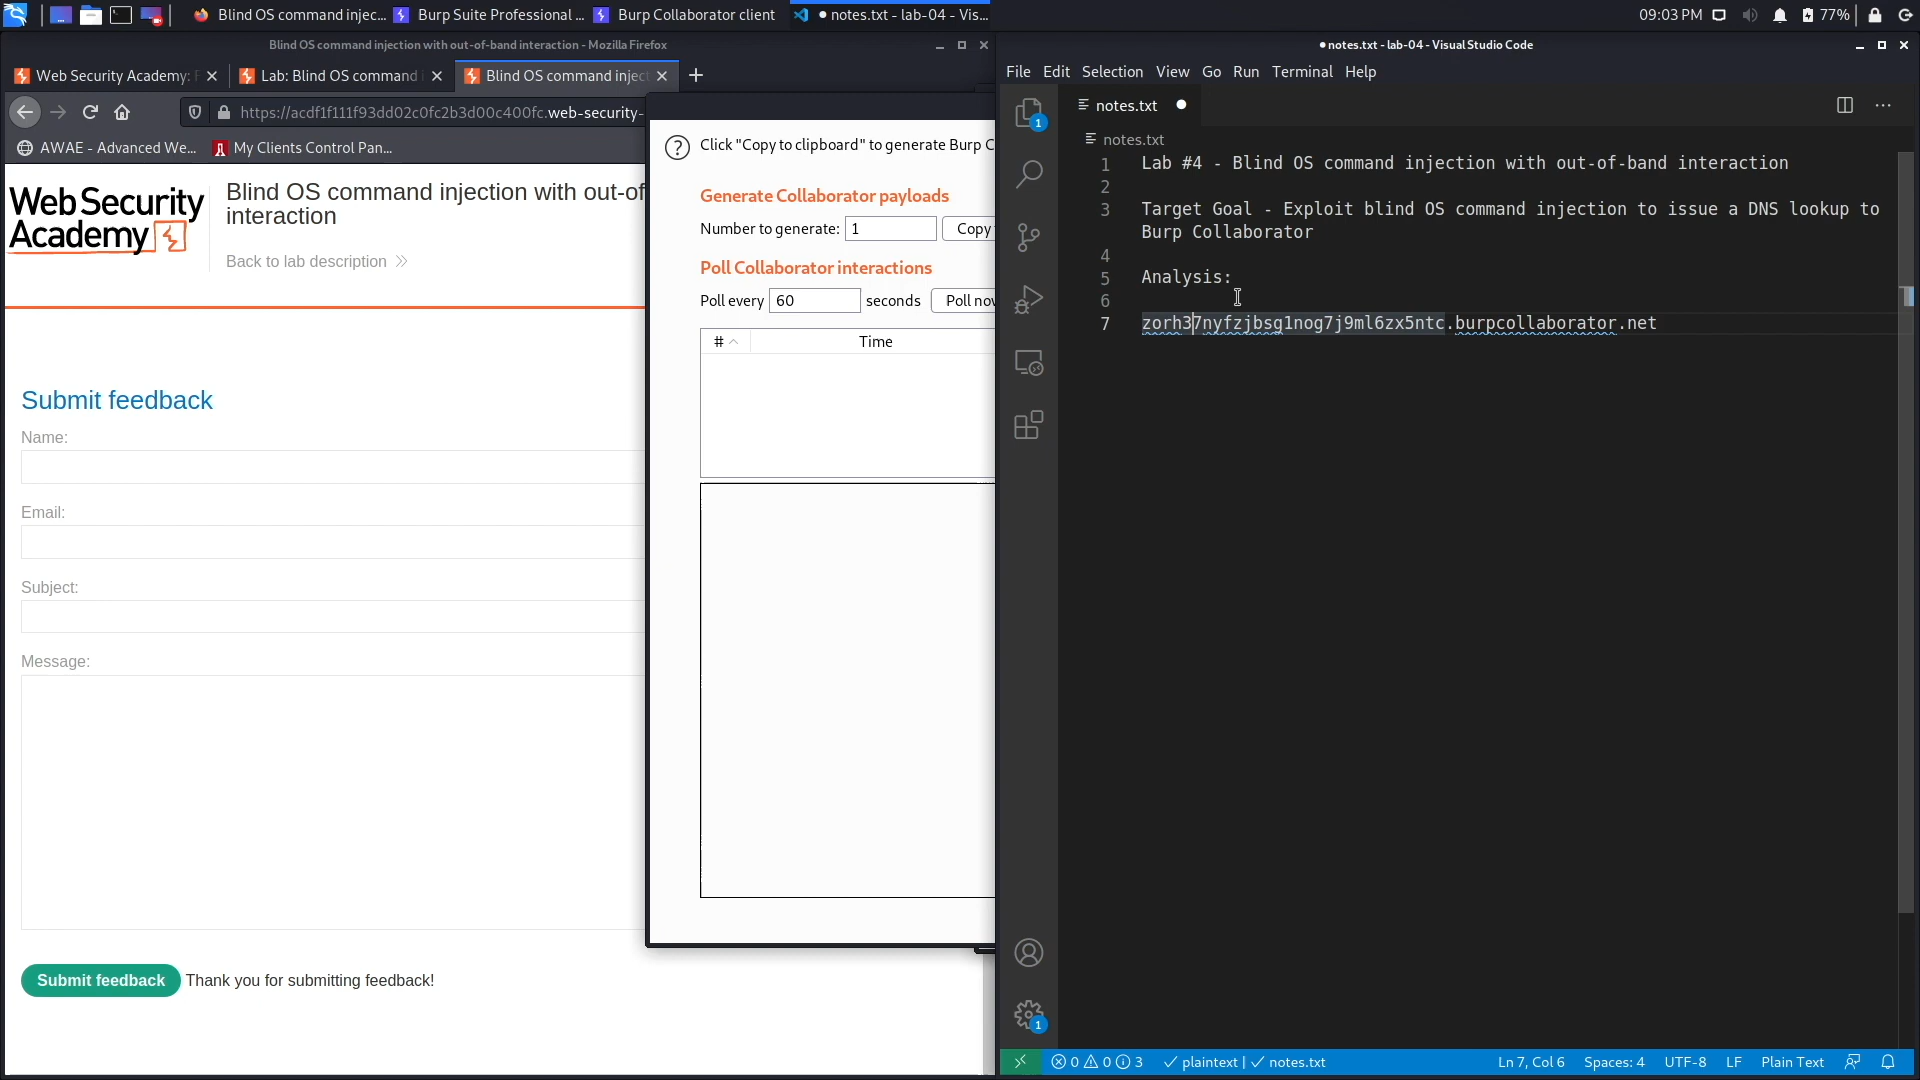 Blind OS command injec...
Burp Suite Professional ...
Burp Collaborator client
● notes.txt - lab-04 - Vis...
09:03 PM
77%
Blind OS command injection with out-of-band interaction - Mozilla Firefox
Web Security Academy: F
Lab: Blind OS command i
Blind OS command inject
https://acdf1f111f93dd02c0fc2b3d00c400fc.web-security-
AWAE - Advanced We...
My Clients Control Pan...
Web Security
Academy
Blind OS command injection with out-of
interaction
Back to lab description
Submit feedback
Name:
Email:
Subject:
Message:
Submit feedback
Thank you for submitting feedback!
Click "Copy to clipboard" to generate Burp C
Generate Collaborator payloads
Number to generate: 1 Copy
Poll Collaborator interactions
Poll every 60 seconds Poll now
# Time
● notes.txt - lab-04 - Visual Studio Code
File Edit Selection View Go Run Terminal Help
notes.txt ●
notes.txt
1 Lab #4 - Blind OS command injection with out-of-band interaction
2
3 Target Goal - Exploit blind OS command injection to issue a DNS lookup to
Burp Collaborator
4
5 Analysis:
6
7 zorh37nyfzjbsg1nog7j9ml6zx5ntc.burpcollaborator.net
1
1
0 0 3 plaintext | notes.txt Ln 7, Col 6 Spaces: 4 UTF-8 LF Plain Text